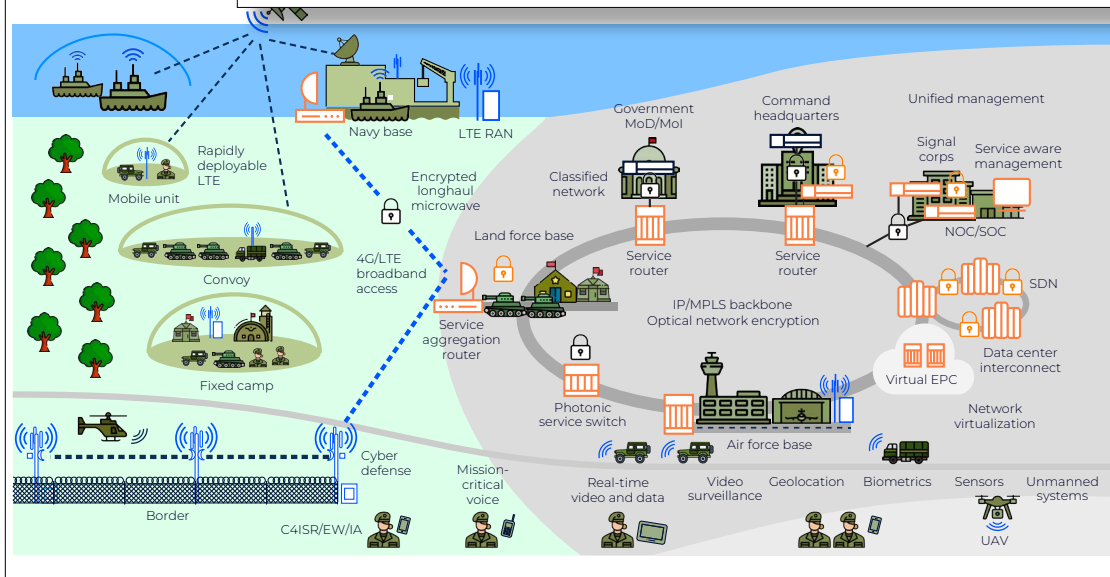 Navy base
LTE RAN
Government
MoD/MoI
Command
headquarters
Unified management
Rapidly
deployable
LTE
Mobile unit
Encrypted
longhaul
microwave
Classified
network
Signal
corps
Service aware
management
NOC/SOC
Convoy
4G/LTE
broadband
access
Land force base
Service
router
Service
router
SDN
IP/MPLS backbone
Optical network encryption
Service
aggregation
router
Data center
interconnect
Virtual EPC
Fixed camp
Photonic
service switch
Air force base
Network
virtualization
Cyber
defense
Mission-
critical
voice
Real-time
video and data
Video
surveillance
Geolocation
Biometrics
Sensors
Unmanned
systems
Border
C4ISR/EW/IA
UAV